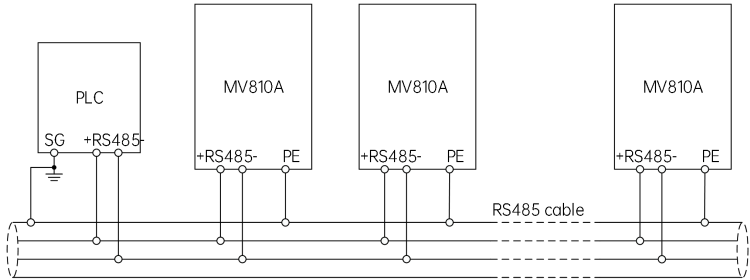 PLC
SG +RS485-
MV810A
+RS485- PE
MV810A
+RS485- PE
MV810A
+RS485- PE
RS485 cable